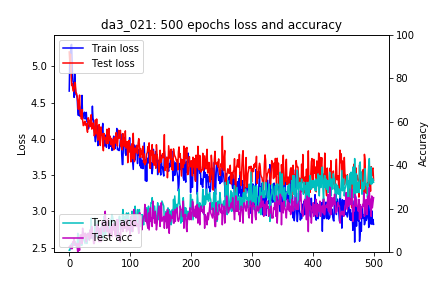 da3_021: 500 epochs loss and accuracy
Train loss
Test loss
Train acc
Test acc
Loss
5.0
4.5
4.0
3.5
3.0
2.5
Accuracy
100
80
60
40
20
0
0
100
200
300
400
500